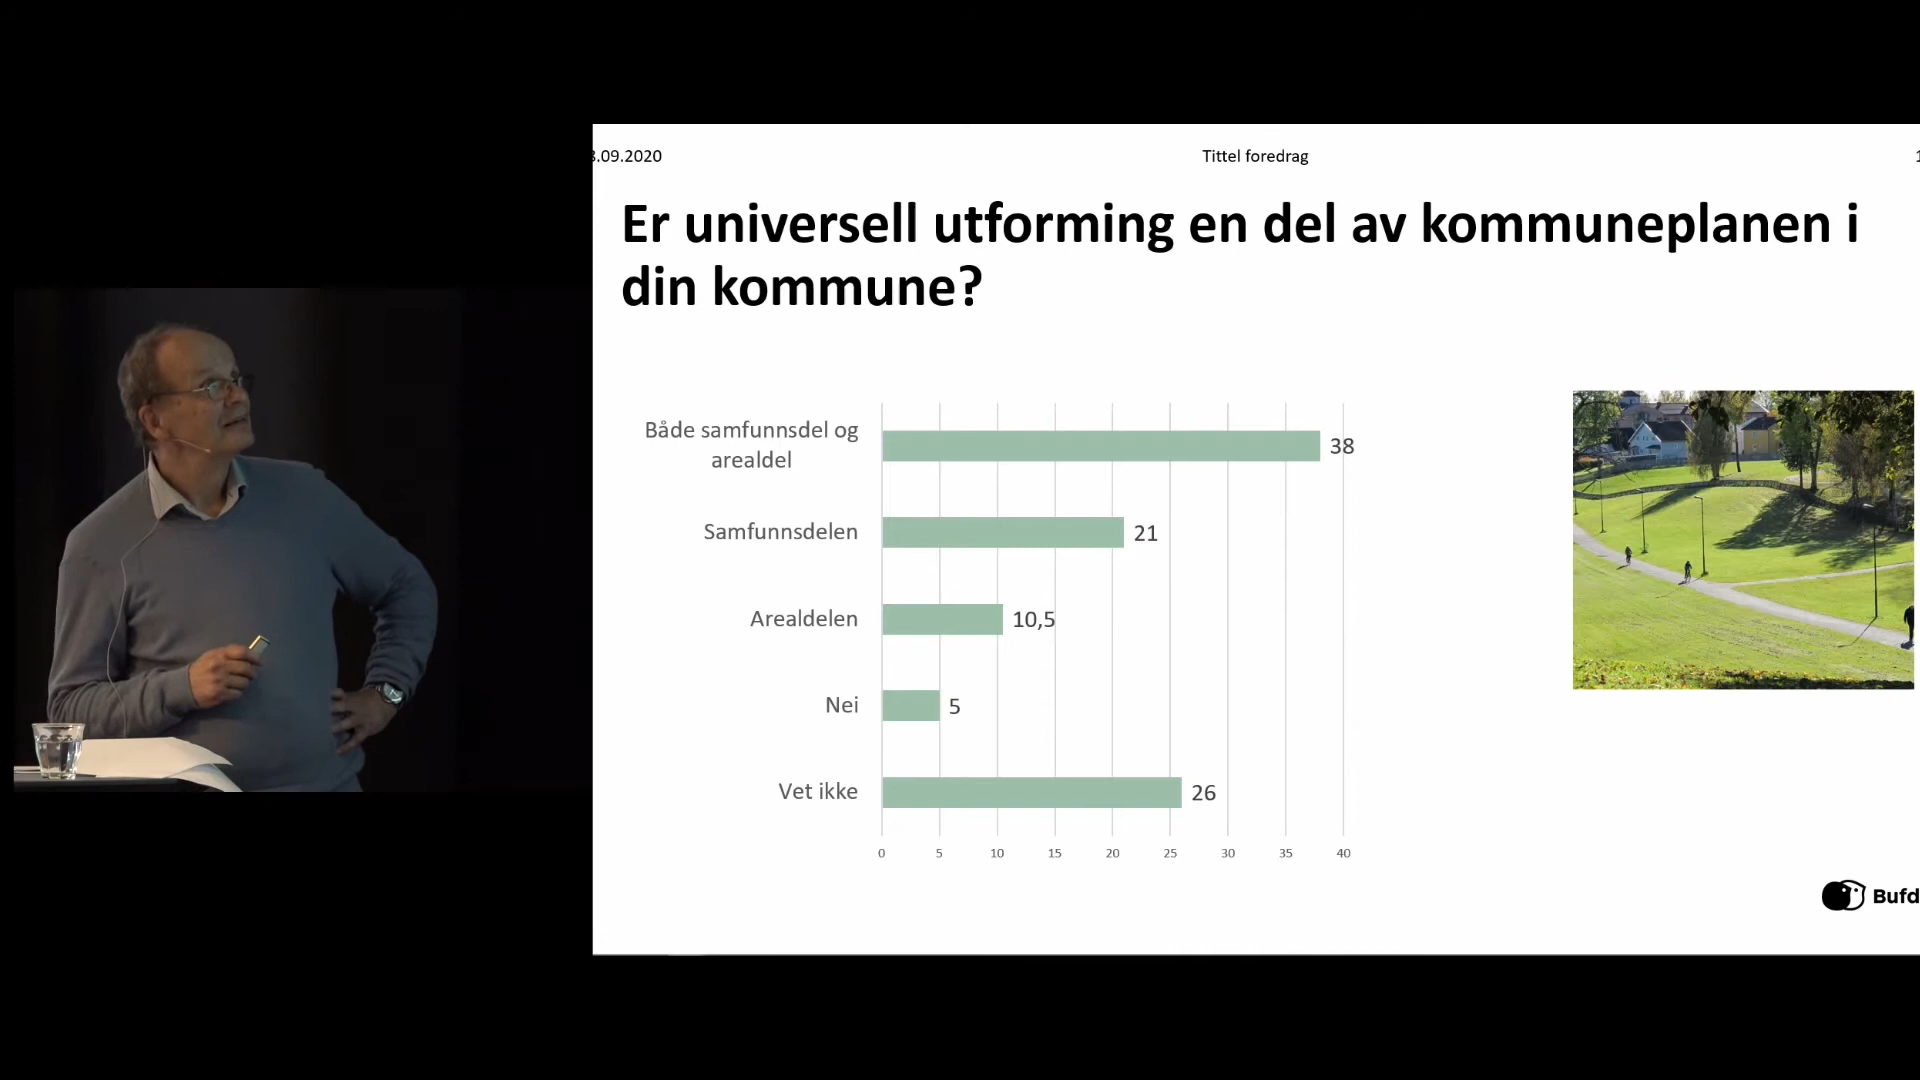 .09.2020
Tittel foredrag
Er universell utforming en del av kommuneplanen i
din kommune?
Både samfunnsdel og
arealdel
38
Samfunnsdelen
21
Arealdelen
10,5
Nei
5
Vet ikke
26
0 5 10 15 20 25 30 35 40
Bufd